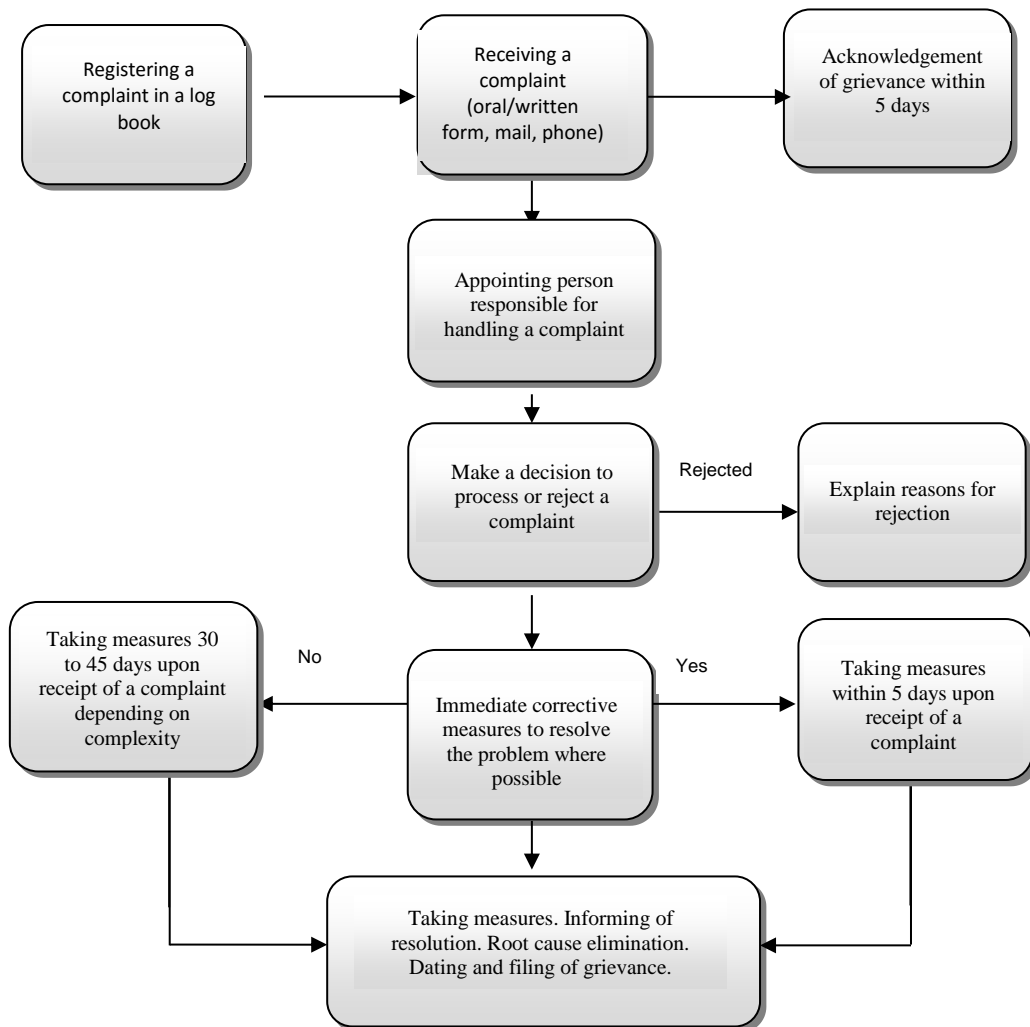 Registering a
complaint in a log
book
Receiving a
complaint
(oral/written
form, mail, phone)
Acknowledgement
of grievance within
5 days
Appointing person
responsible for
handling a complaint
Make a decision to
process or reject a
complaint
Rejected
Explain reasons for
rejection
Taking measures 30
to 45 days upon
receipt of a complaint
depending on
complexity
No
Immediate corrective
measures to resolve
the problem where
possible
Yes
Taking measures
within 5 days upon
receipt of a
complaint
Taking measures. Informing of
resolution. Root cause elimination.
Dating and filing of grievance.